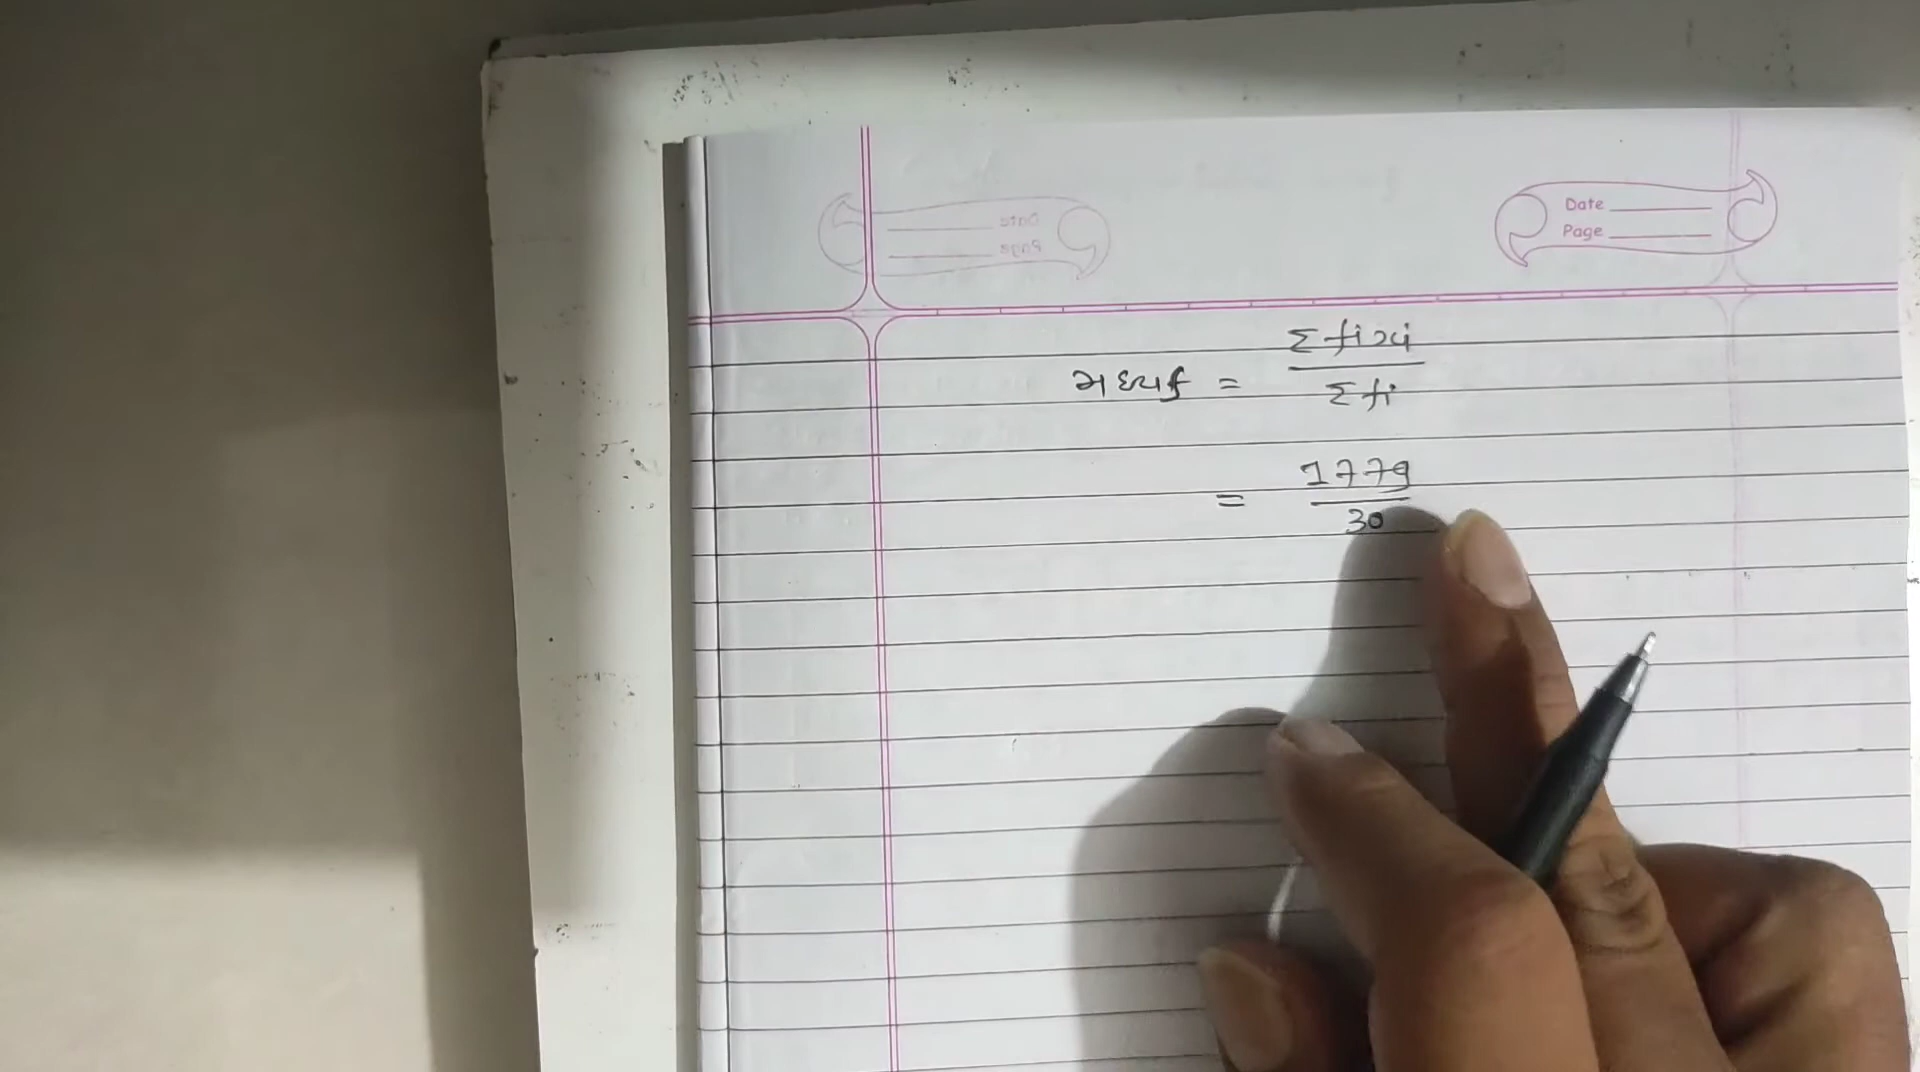 Date
Page
મધ્યક = Σfixi / Σfi
= 1779 / 30